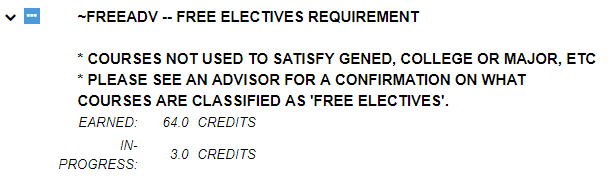 ~FREEADV -- FREE ELECTIVES REQUIREMENT
* COURSES NOT USED TO SATISFY GENED, COLLEGE OR MAJOR, ETC
* PLEASE SEE AN ADVISOR FOR A CONFIRMATION ON WHAT
COURSES ARE CLASSIFIED AS 'FREE ELECTIVES'.
EARNED: 64.0 CREDITS
IN-
PROGRESS: 3.0 CREDITS